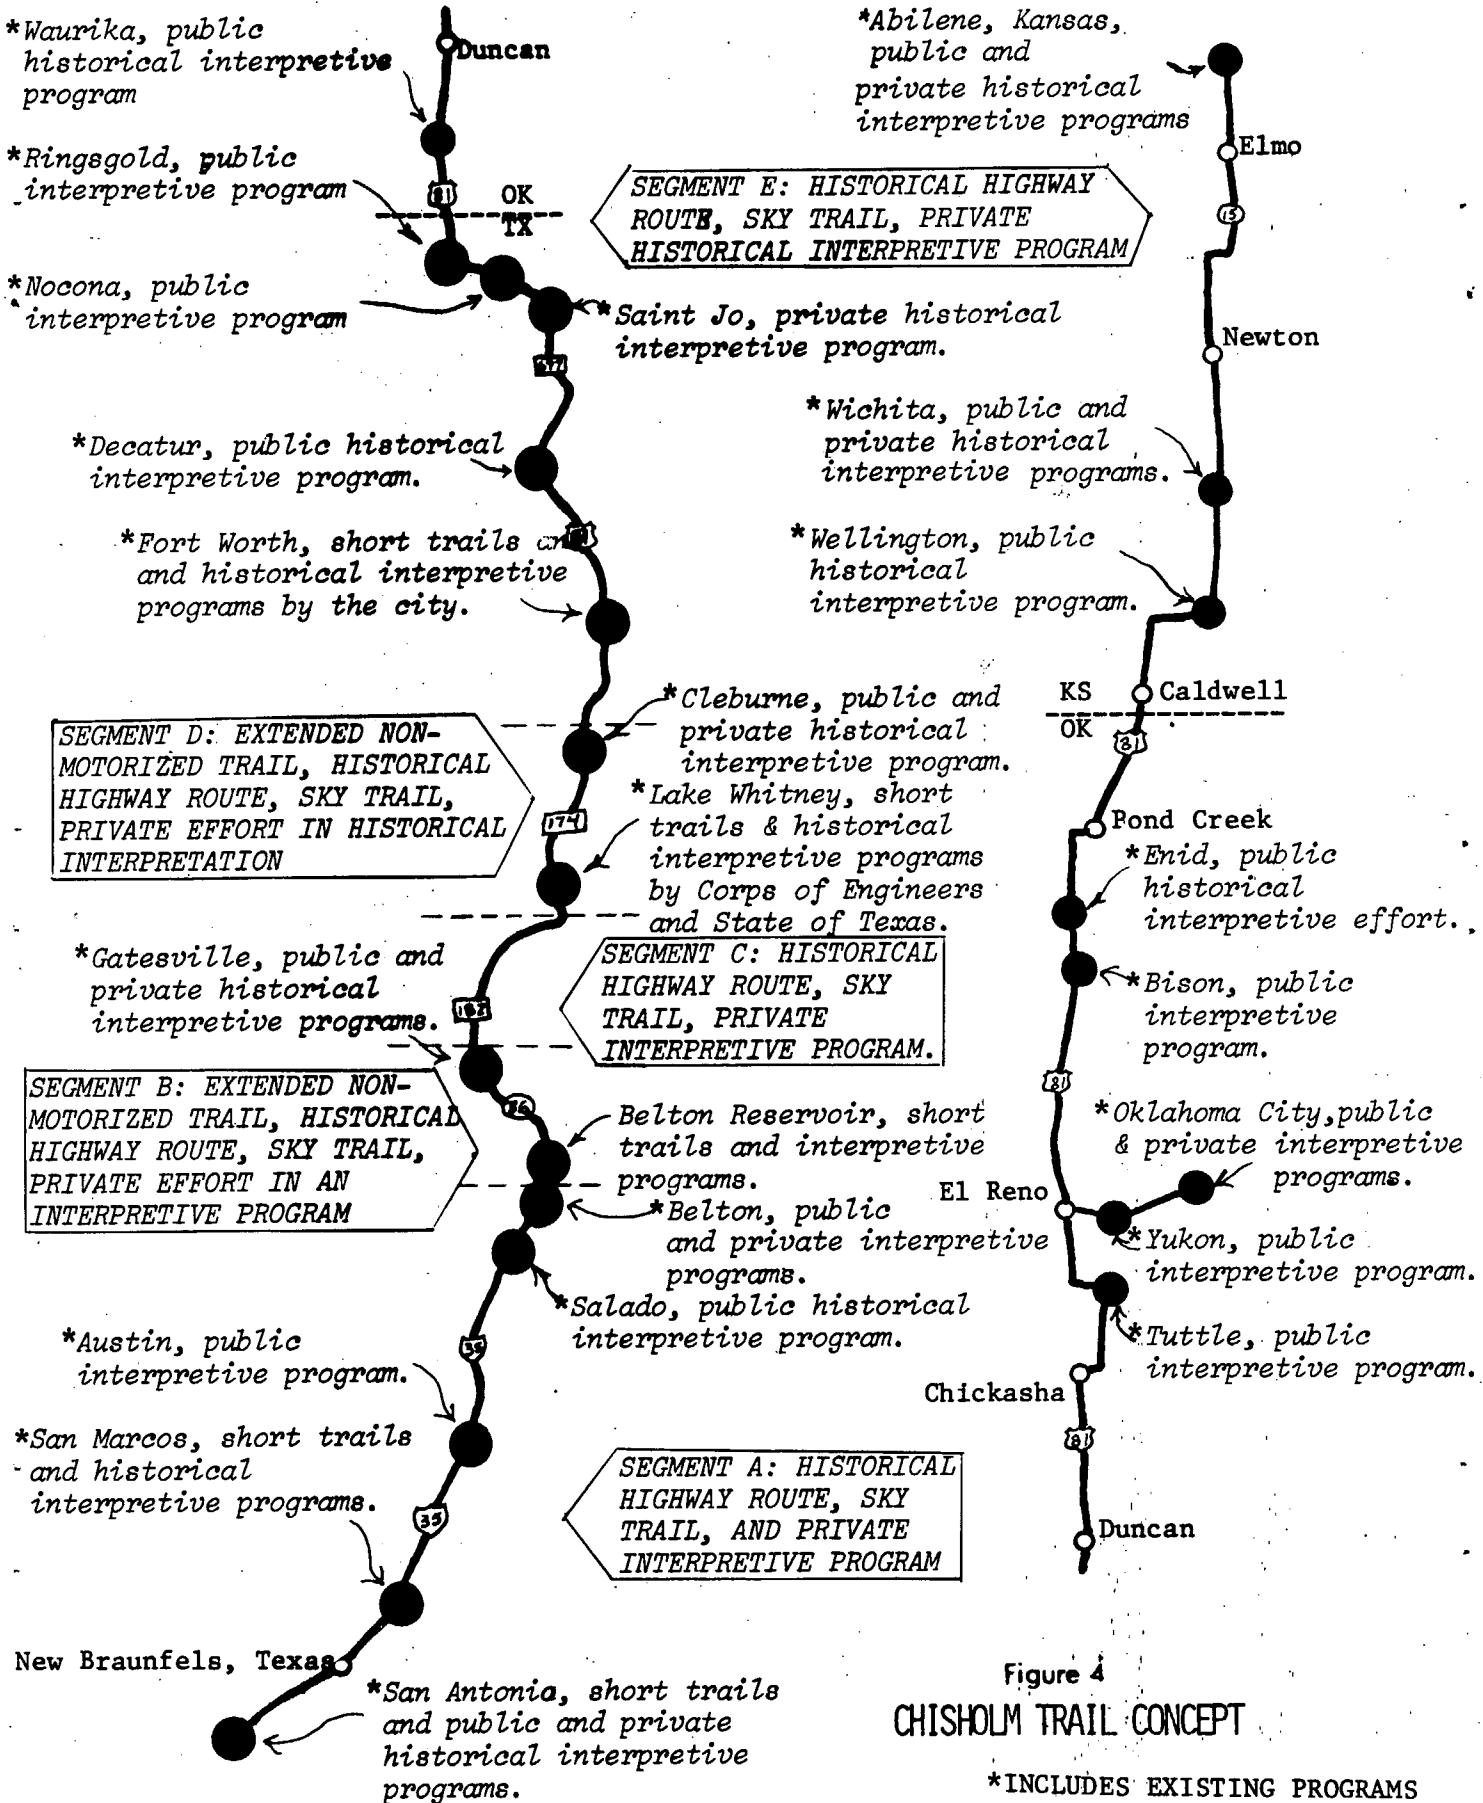 *Waurika, public
historical interpretive
program
Duncan
*Ringsgold, public
interpretive program
81
OK
TX
*Nocona, public
interpretive program
SEGMENT E: HISTORICAL HIGHWAY
ROUTE, SKY TRAIL, PRIVATE
HISTORICAL INTERPRETIVE PROGRAM
*Saint Jo, private historical
interpretive program.
677
*Decatur, public historical
interpretive program.
*Fort Worth, short trails an
and historical interpretive
programs by the city.
*Cleburne, public and
private historical
interpretive program.
SEGMENT D: EXTENDED NON-
MOTORIZED TRAIL, HISTORICAL
HIGHWAY ROUTE, SKY TRAIL,
PRIVATE EFFORT IN HISTORICAL
INTERPRETATION
174
*Lake Whitney, short
trails & historical
interpretive programs
by Corps of Engineers
and State of Texas.
*Gatesville, public and
private historical
interpretive programs.
SEGMENT C: HISTORICAL
HIGHWAY ROUTE, SKY
TRAIL, PRIVATE
INTERPRETIVE PROGRAM.
SEGMENT B: EXTENDED NON-
MOTORIZED TRAIL, HISTORICAL
HIGHWAY ROUTE, SKY TRAIL,
PRIVATE EFFORT IN AN
INTERPRETIVE PROGRAM
36
Belton Reservoir, short
trails and interpretive
programs.
*Belton, public
and private interpretive
programs.
*Salado, public historical
interpretive program.
35
*Austin, public
interpretive program.
*San Marcos, short trails
and historical
interpretive programs.
35
SEGMENT A: HISTORICAL
HIGHWAY ROUTE, SKY
TRAIL, AND PRIVATE
INTERPRETIVE PROGRAM
New Braunfels, Texas
*San Antonia, short trails
and public and private
historical interpretive
programs.
*Abilene, Kansas,
public and
private historical
interpretive programs
Elmo
15
Newton
*Wichita, public and
private historical
interpretive programs.
*Wellington, public
historical
interpretive program.
KS
Caldwell
OK
81
Pond Creek
*Enid, public
historical
interpretive effort.
*Bison, public
interpretive
program.
81
*Oklahoma City,public
& private interpretive
programs.
El Reno
*Yukon, public
interpretive program.
*Tuttle, public
interpretive program.
Chickasha
81
Duncan
Figure 4
CHISHOLM TRAIL CONCEPT
*INCLUDES EXISTING PROGRAMS